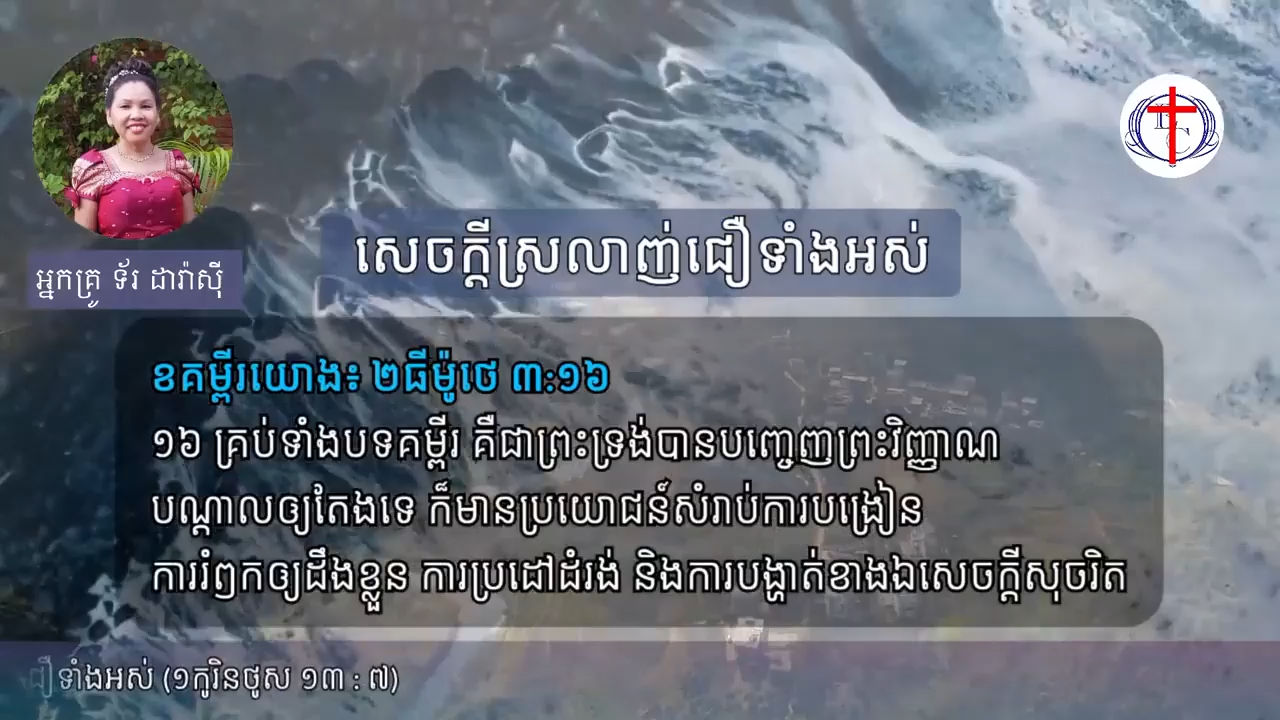 អ្នកគ្រូ ទ័រ ដារ៉ាស៊ី
សេចក្ដីស្រលាញ់ជឿទាំងអស់
ខគម្ពីរយោង៖ ២ធីម៉ូថេ ៣:១៦
១៦ គ្រប់ទាំងបទគម្ពីរ គឺជាព្រះទ្រង់បានបញ្ចេញព្រះវិញ្ញាណ
បណ្ដាលឲ្យតែងទេ ក៏មានប្រយោជន៍សំរាប់ការបង្រៀន
ការរំឭកឲ្យដឹងខ្លួន ការប្រដៅដំរង់ និងការបង្ហាត់ខាងឯសេចក្ដីសុចរិត
ជឿទាំងអស់ (១កូរិនថូស ១៣ : ៧)